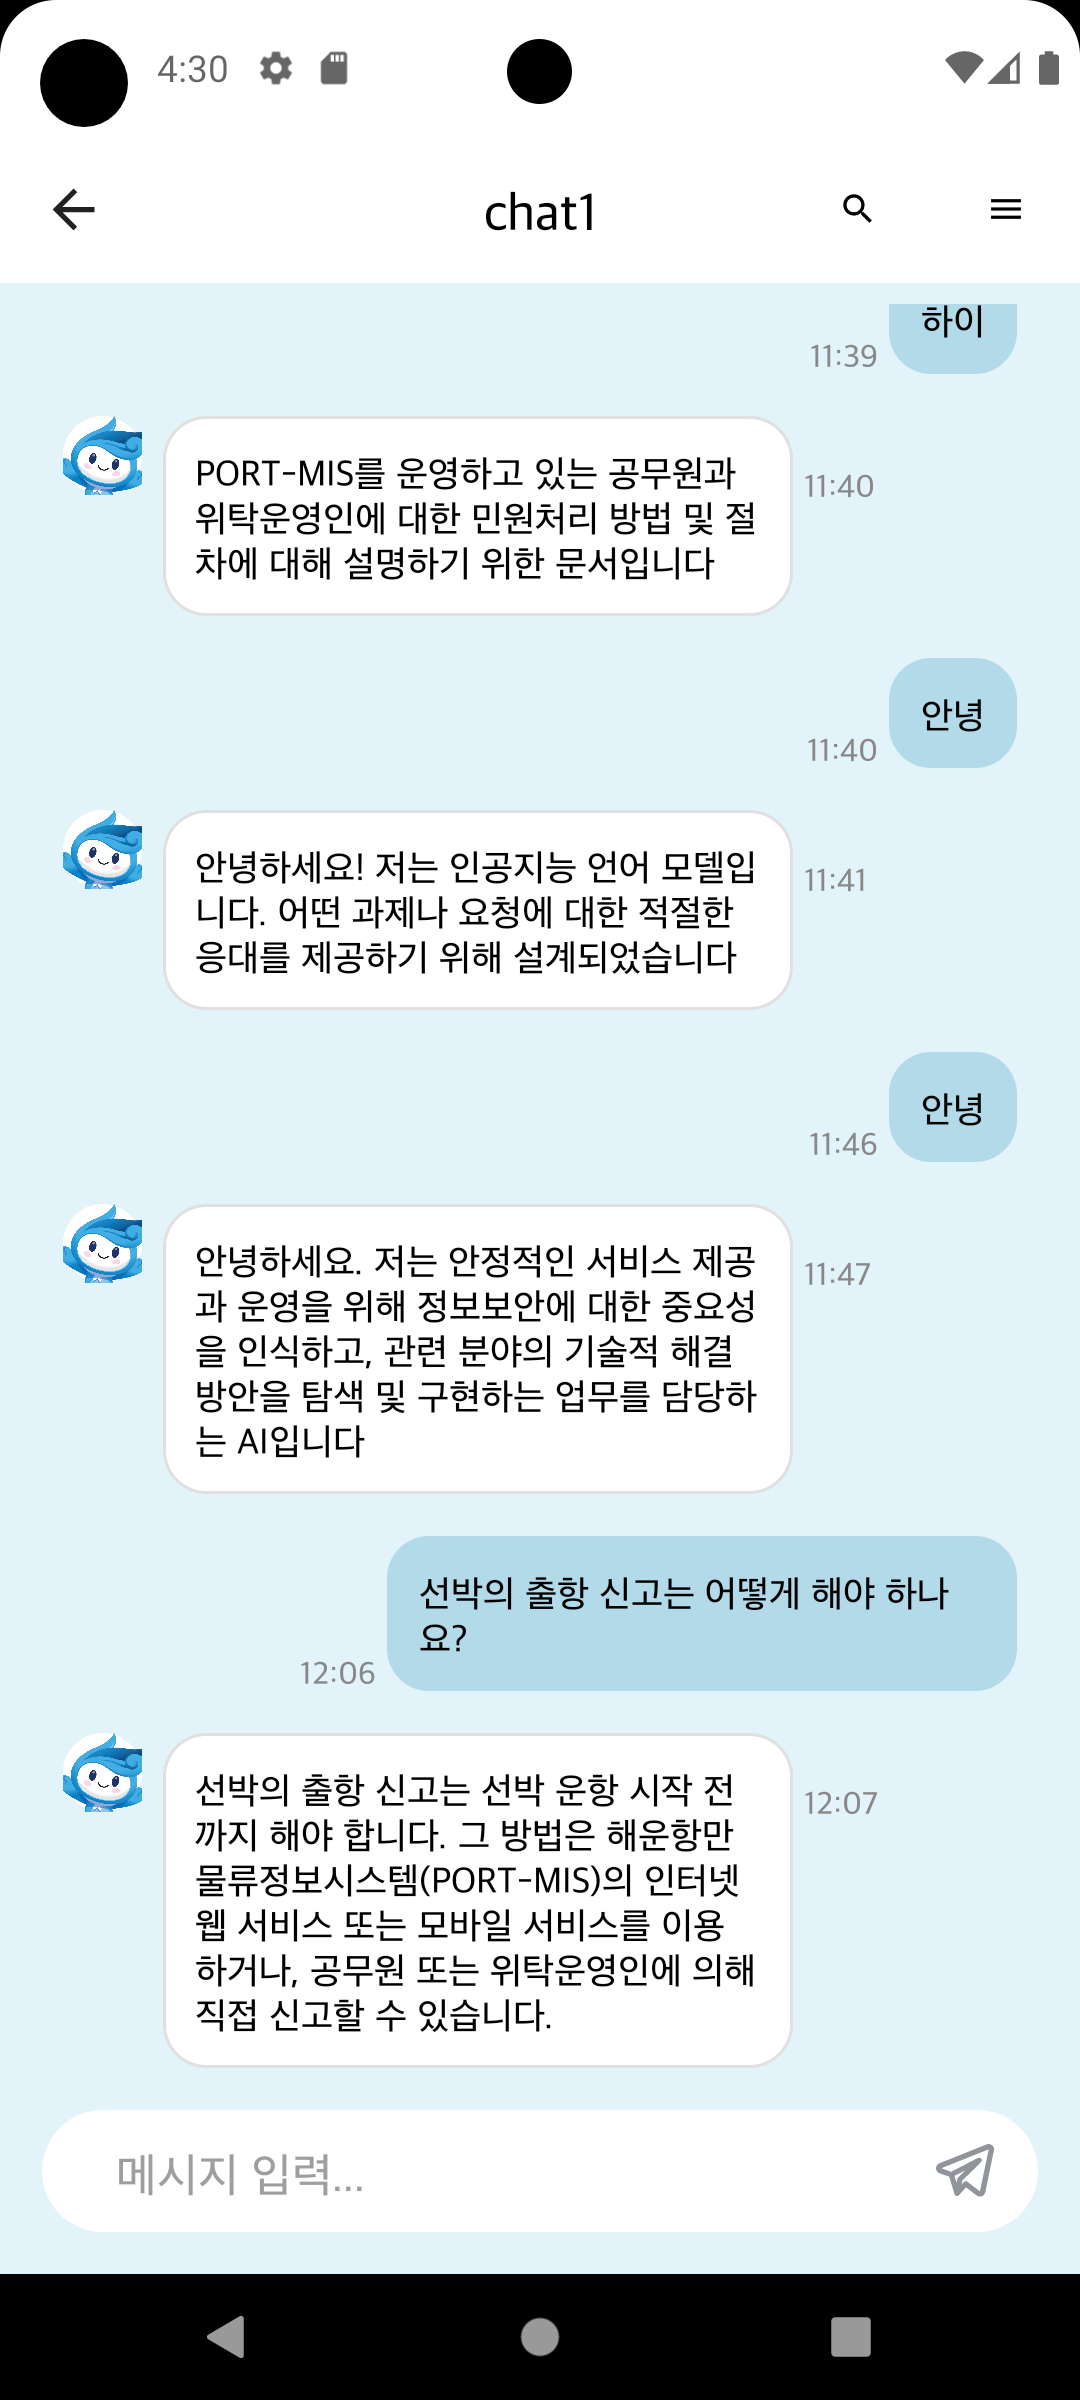 4:30
chat1
하이
11:39
PORT-MIS를 운영하고 있는 공무원과
11:40
위탁운영인에 대한 민원처리 방법 및 절
차에 대해 설명하기 위한 문서입니다
안녕
11:40
안녕하세요! 저는 인공지능 언어 모델입
11:41
니다. 어떤 과제나 요청에 대한 적절한
응대를 제공하기 위해 설계되었습니다
안녕
11:46
안녕하세요. 저는 안정적인 서비스 제공
11:47
과 운영을 위해 정보보안에 대한 중요성
을 인식하고, 관련 분야의 기술적 해결
방안을 탐색 및 구현하는 업무를 담당하
는 AI입니다
선박의 출항 신고는 어떻게 해야 하나
요?
12:06
선박의 출항 신고는 선박 운항 시작 전
12:07
까지 해야 합니다. 그 방법은 해운항만
물류정보시스템(PORT-MIS)의 인터넷
웹 서비스 또는 모바일 서비스를 이용
하거나, 공무원 또는 위탁운영인에 의해
직접 신고할 수 있습니다.
메시지 입력...